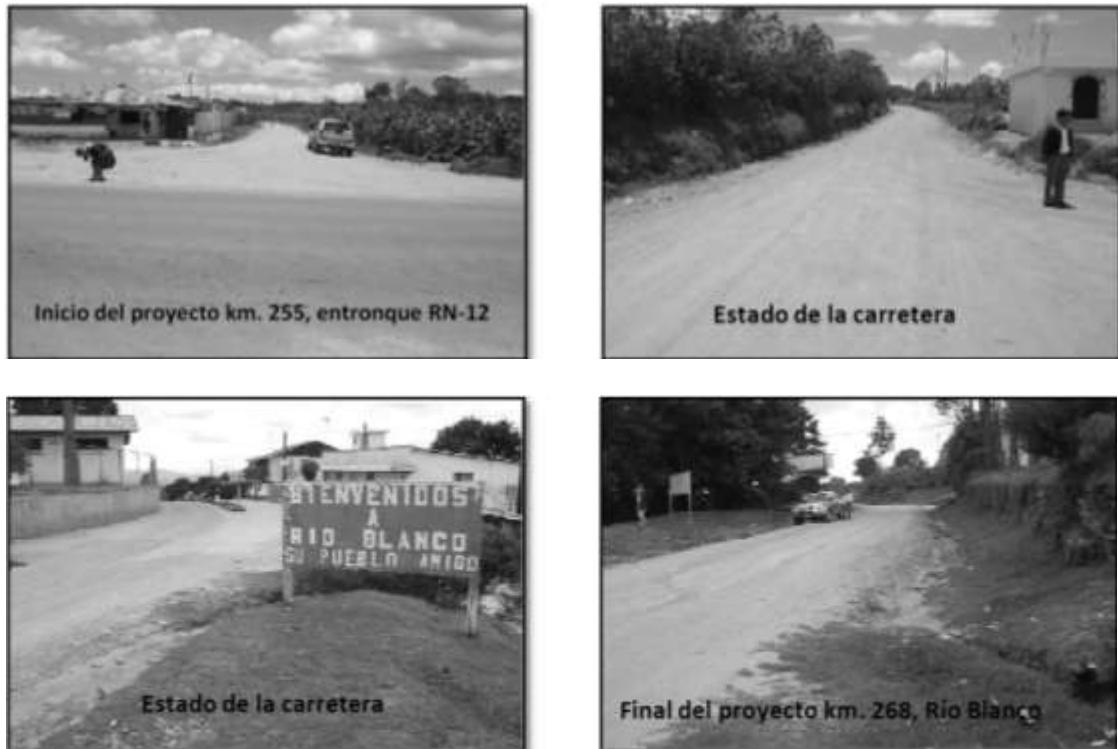 Inicio del proyecto km. 255, entronque RN-12
Estado de la carretera
BIENVENIDOS
A
RIO BLANCO
SU PUEBLO AMIGO
Estado de la carretera
Final del proyecto km. 268, Río Blanco